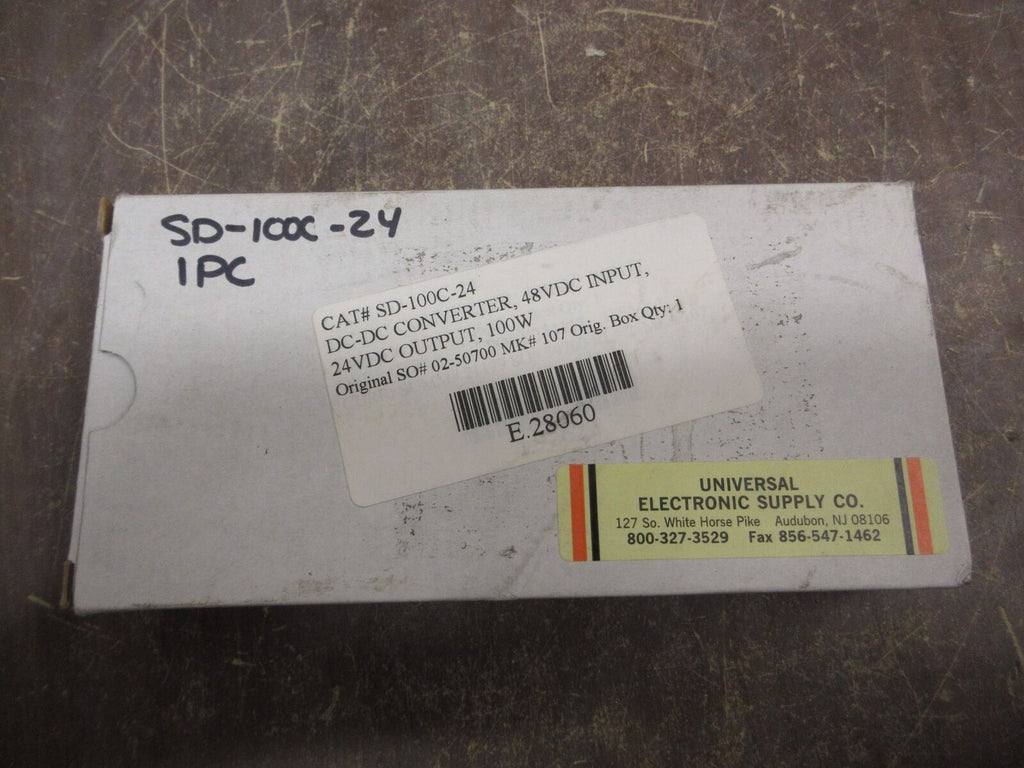 SD-100C-24
1PC
CAT# SD-100C-24
DC-DC CONVERTER, 48VDC INPUT,
24VDC OUTPUT, 100W
Original SO# 02-50700 MK# 107 Orig. Box Qty: 1
E.28060
UNIVERSAL
ELECTRONIC SUPPLY CO.
127 So. White Horse Pike Audubon, NJ 08106
800-327-3529 Fax 856-547-1462